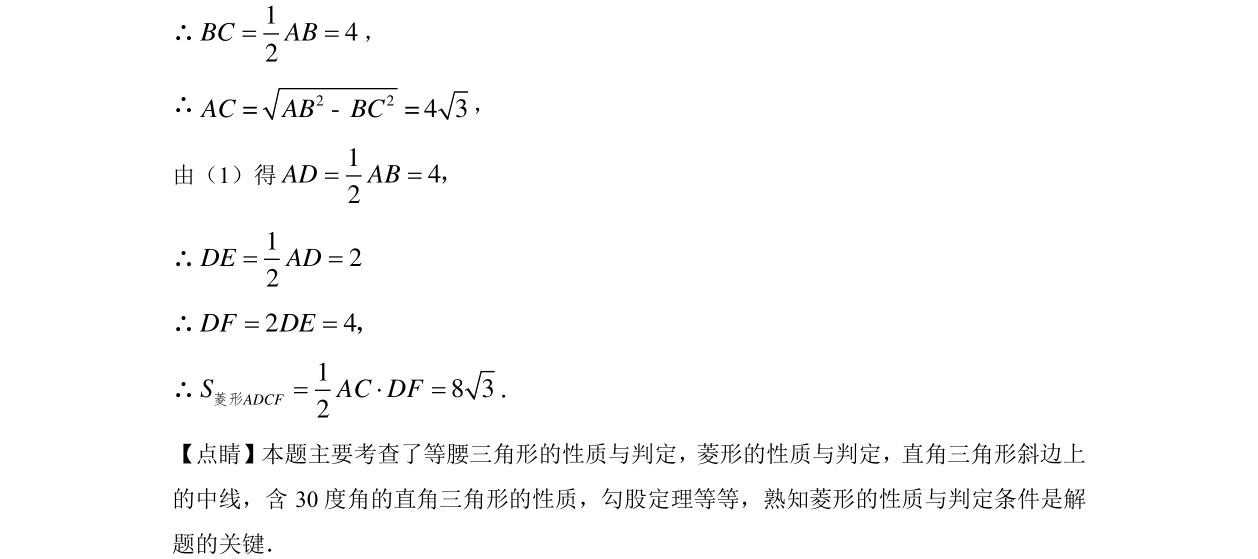 ∴ BC = 1/2 AB = 4，
∴ AC = √(AB² - BC²) = 4√3，
由（1）得 AD = 1/2 AB = 4，
∴ DE = 1/2 AD = 2
∴ DF = 2DE = 4，
∴ S菱形ADCF = 1/2 AC · DF = 8√3 .
【点睛】本题主要考查了等腰三角形的性质与判定，菱形的性质与判定，直角三角形斜边上
的中线，含 30 度角的直角三角形的性质，勾股定理等等，熟知菱形的性质与判定条件是解
题的关键．